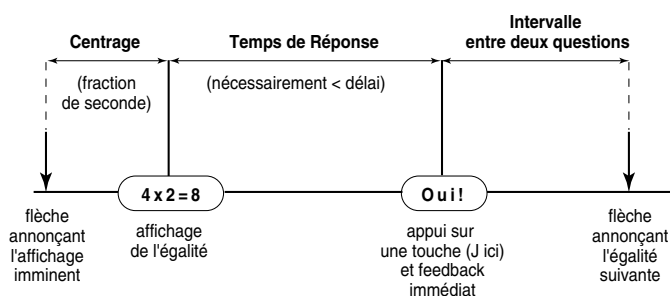 Centrage
Temps de Réponse
Intervalle
entre deux questions
(fraction
de seconde)
(nécessairement < délai)
4 x 2 = 8
Oui!
flèche
annonçant
l'affichage
imminent
affichage
de l'égalité
appui sur
une touche (J ici)
et feedback
immédiat
flèche
annonçant
l'égalité
suivante